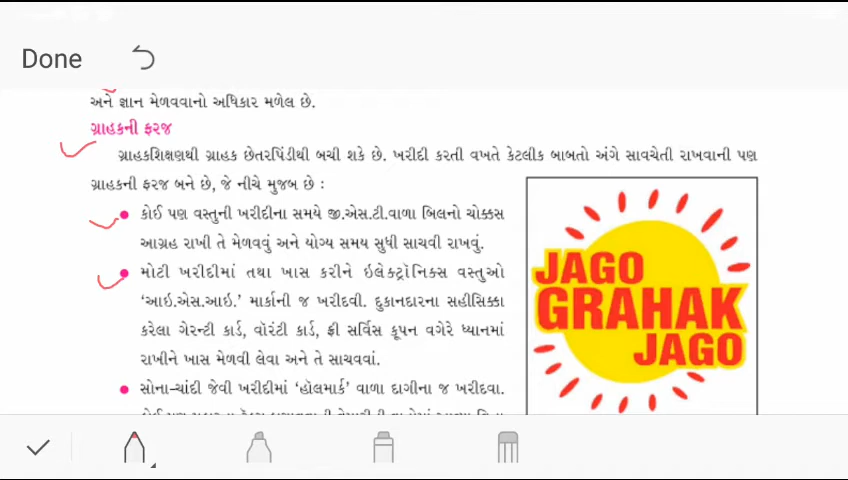 Done
અને જ્ઞાન મેળવવાનો અધિકાર મળેલ છે.
ગ્રાહકની ફરજ
ગ્રાહકશિક્ષણથી ગ્રાહક છેતરપિંડીથી બચી શકે છે. ખરીદી કરતી વખતે કેટલીક બાબતો અંગે સાવચેતી રાખવાની પણ
ગ્રાહકની ફરજ બને છે, જે નીચે મુજબ છે :
• કોઈ પણ વસ્તુની ખરીદીના સમયે જી.એસ.ટી.વાળા બિલનો ચોક્કસ
આગ્રહ રાખી તે મેળવવું અને યોગ્ય સમય સુધી સાચવી રાખવું.
• મોટી ખરીદીમાં તથા ખાસ કરીને ઇલેક્ટ્રૉનિક્સ વસ્તુઓ
‘આઇ.એસ.આઇ.’ માર્કાની જ ખરીદવી. દુકાનદારના સહીસિક્કા
કરેલા ગેરન્ટી કાર્ડ, વૉરંટી કાર્ડ, ફ્રી સર્વિસ કૂપન વગેરે ધ્યાનમાં
રાખીને ખાસ મેળવી લેવા અને તે સાચવવાં.
• સોના-ચાંદી જેવી ખરીદીમાં ‘હૉલમાર્ક’ વાળા દાગીના જ ખરીદવા.
JAGO
GRAHAK
JAGO